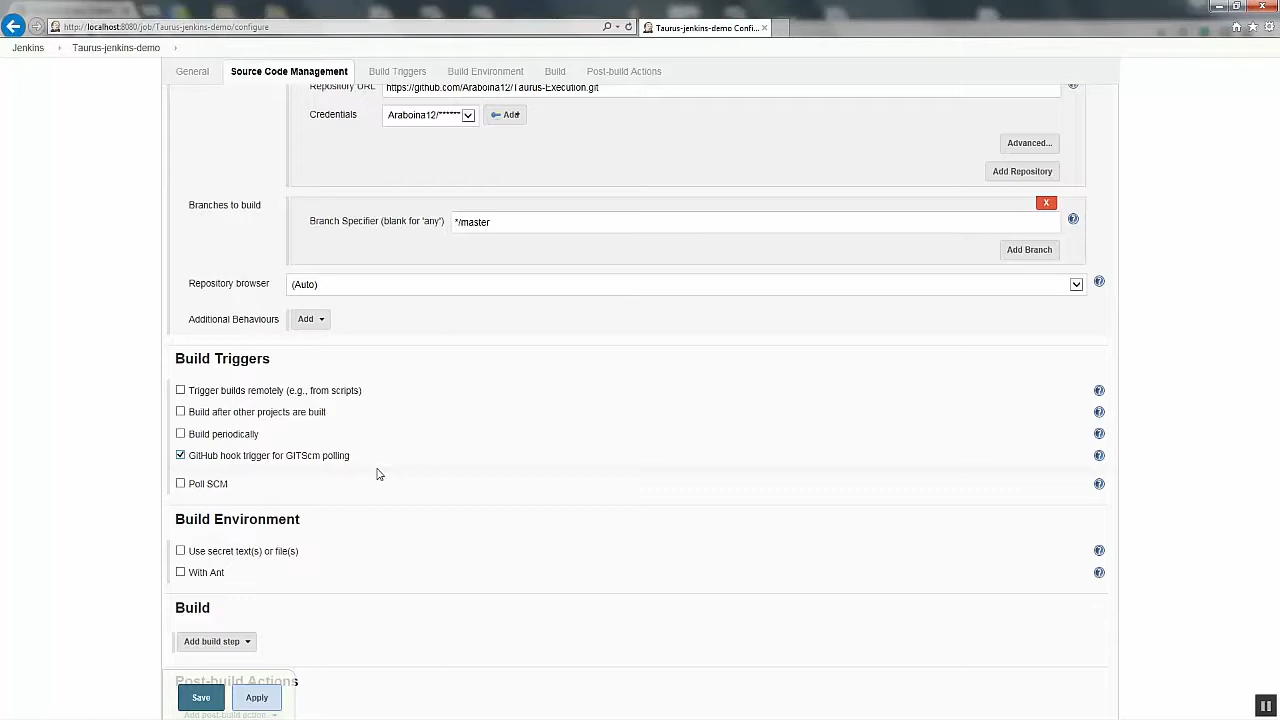 http://localhost:8080/job/Taurus-jenkins-demo/configure
Taurus-jenkins-demo Confi...
Jenkins
Taurus-jenkins-demo
General
Source Code Management
Build Triggers
Build Environment
Build
Post-build Actions
Repository URL
https://github.com/Araboina12/Taurus-Execution.git
Credentials
Araboina12/******
Add
Advanced...
Add Repository
Branches to build
X
Branch Specifier (blank for 'any')
*/master
Add Branch
Repository browser
(Auto)
Additional Behaviours
Add
Build Triggers
Trigger builds remotely (e.g., from scripts)
Build after other projects are built
Build periodically
GitHub hook trigger for GITScm polling
Poll SCM
Build Environment
Use secret text(s) or file(s)
With Ant
Build
Add build step
Post-build Actions
Save
Apply
Add post-build action